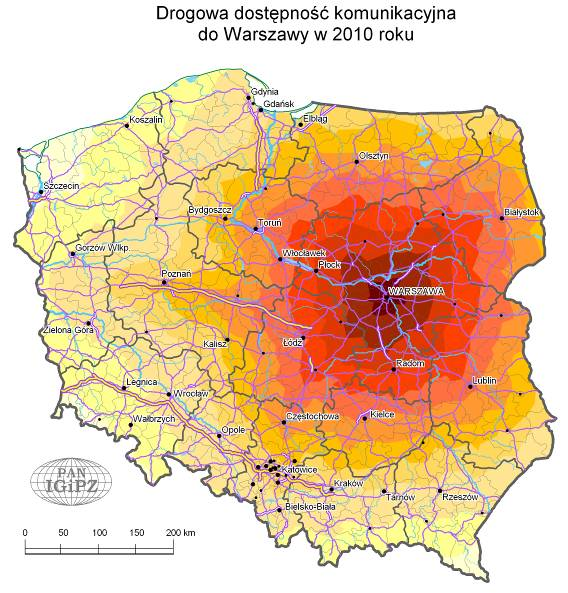 Drogowa dostępność komunikacyjna
do Warszawy w 2010 roku
Gdynia
Gdańsk
Koszalin
Elbląg
Olsztyn
Szczecin
Bydgoszcz
Toruń
Białystok
Gorzów Wlkp.
Włocławek
Płock
Poznań
WARSZAWA
Zielona Góra
Kalisz
Łódź
Radom
Legnica
Wrocław
Lublin
Wałbrzych
Częstochowa
Kielce
Opole
Katowice
Kraków
Tarnów
Rzeszów
Bielsko-Biała
PAN
IGiPZ
0 50 100 150 200 km